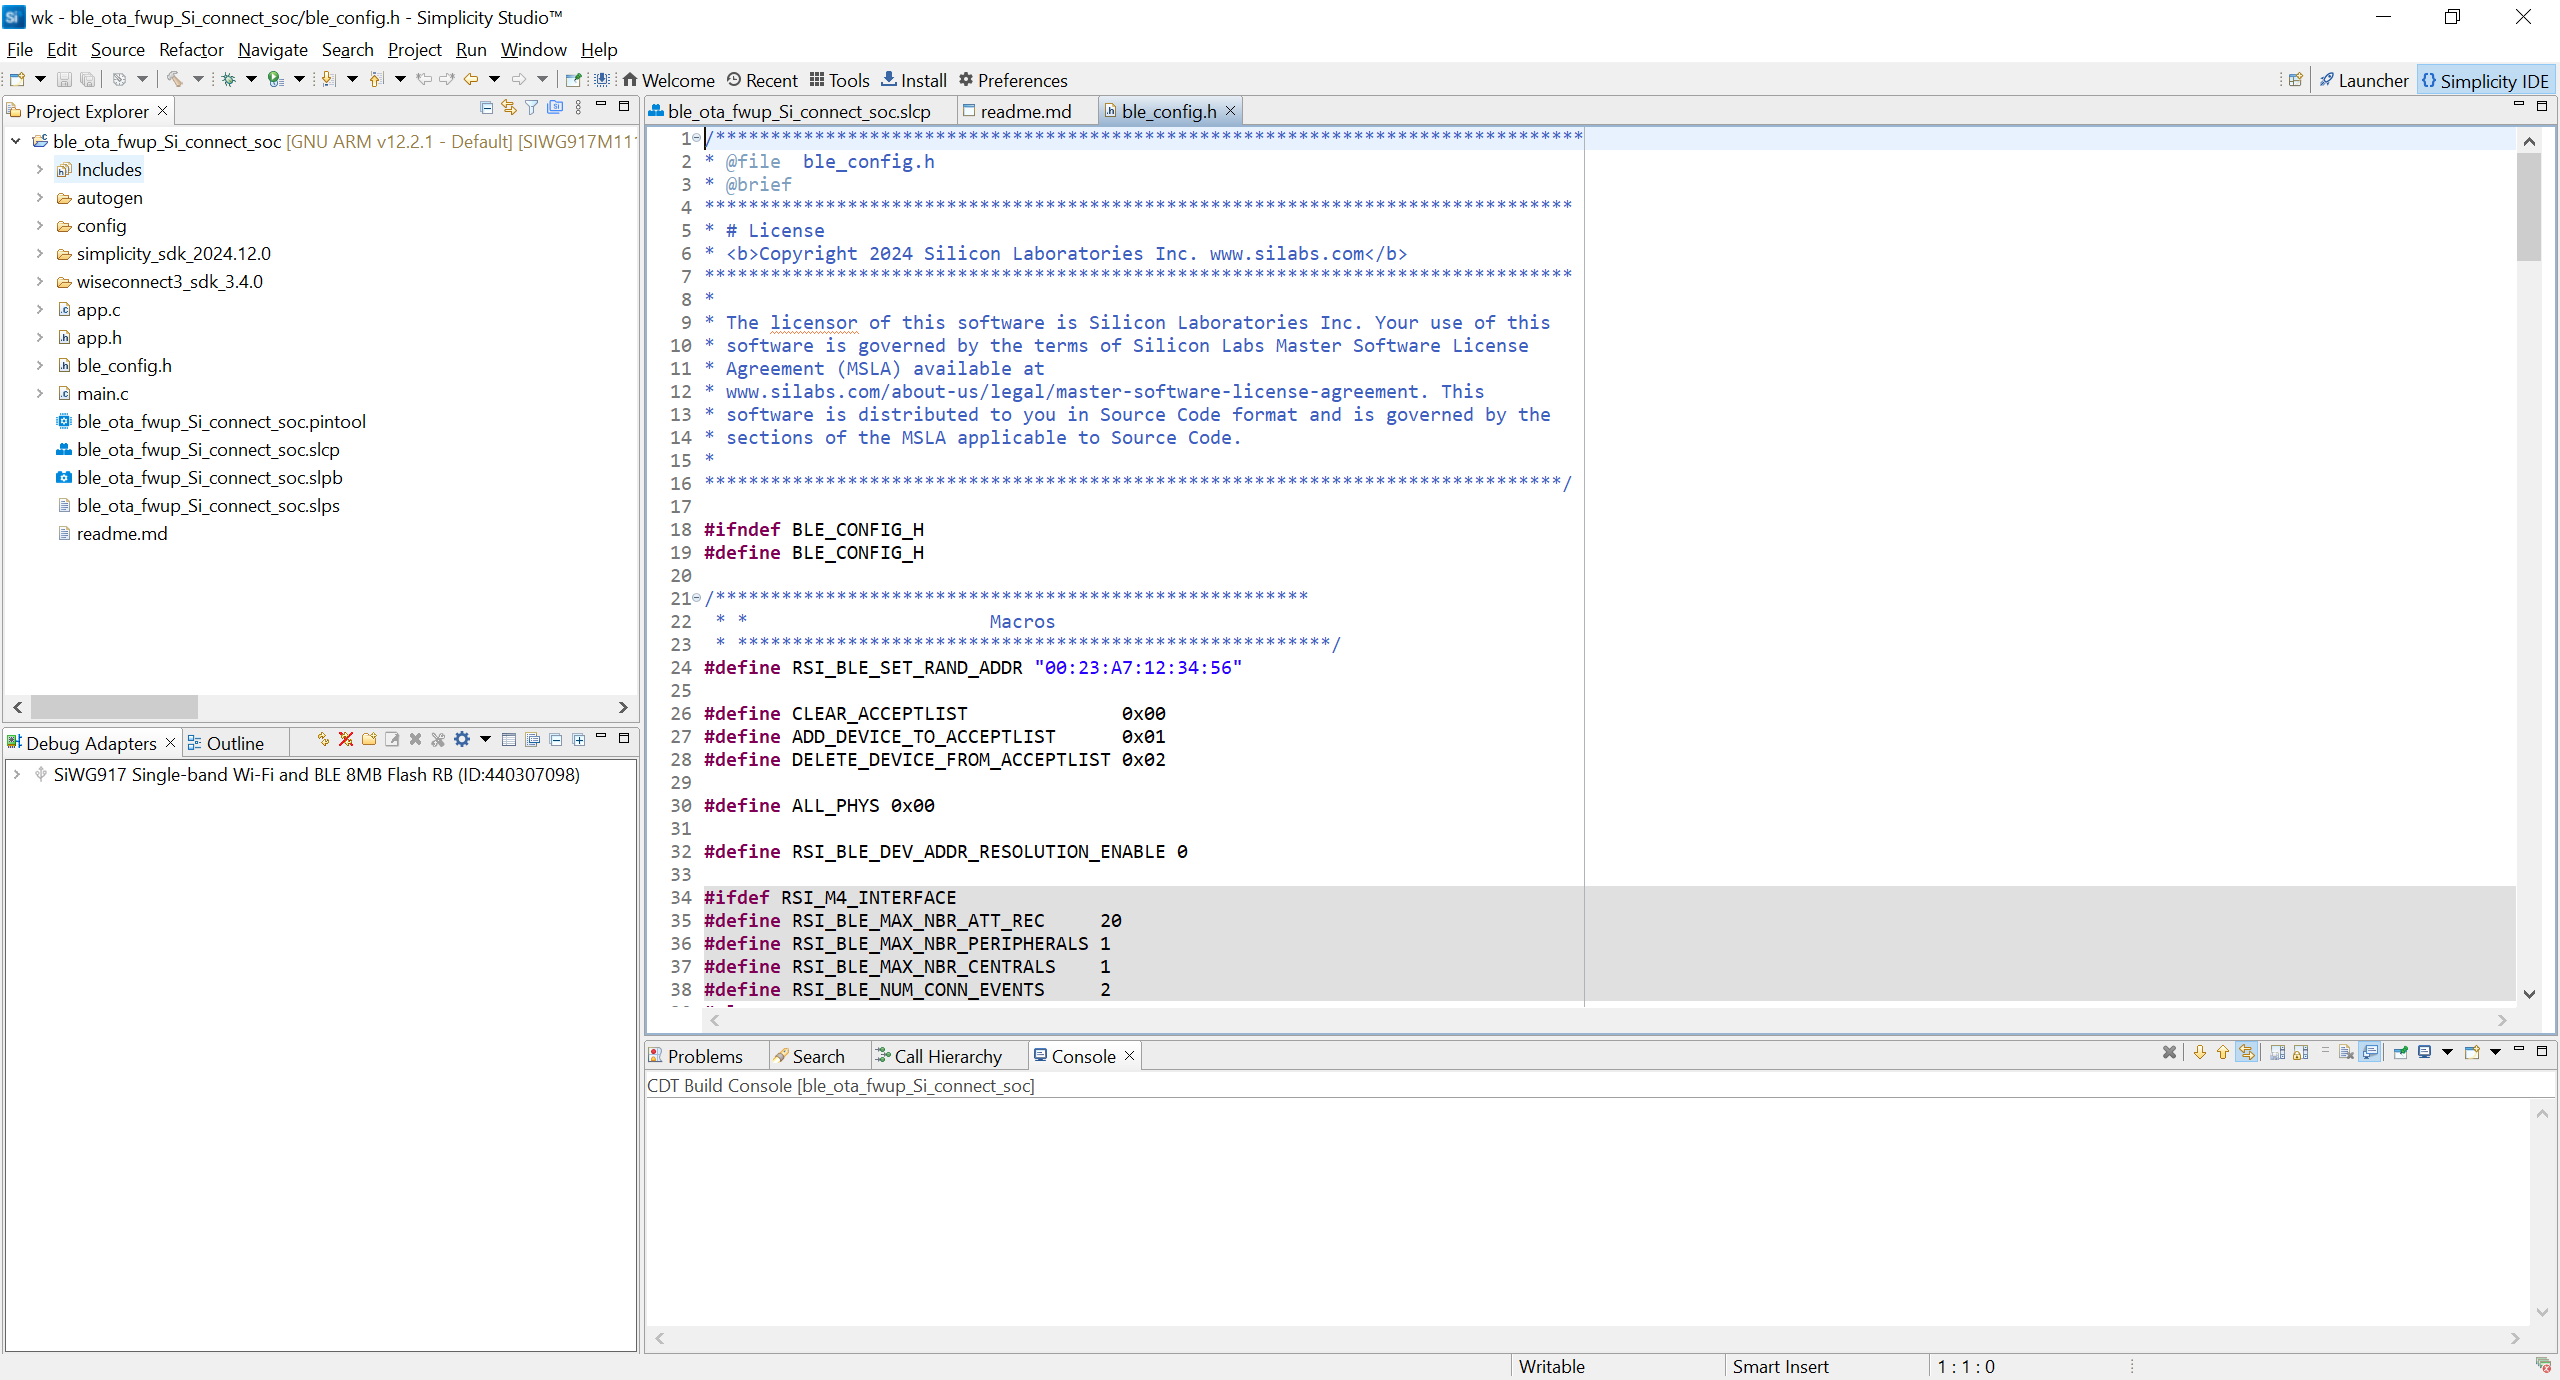 wk - ble_ota_fwup_Si_connect_soc/ble_config.h - Simplicity Studio™
File Edit Source Refactor Navigate Search Project Run Window Help
Welcome Recent Tools Install Preferences
Launcher Simplicity IDE
Project Explorer
ble_ota_fwup_Si_connect_soc [GNU ARM v12.2.1 - Default] [SIWG917M111
Includes
autogen
config
simplicity_sdk_2024.12.0
wiseconnect3_sdk_3.4.0
app.c
app.h
ble_config.h
main.c
ble_ota_fwup_Si_connect_soc.pintool
ble_ota_fwup_Si_connect_soc.slcp
ble_ota_fwup_Si_connect_soc.slpb
ble_ota_fwup_Si_connect_soc.slps
readme.md
Debug Adapters Outline
SiWG917 Single-band Wi-Fi and BLE 8MB Flash RB (ID:440307098)
ble_ota_fwup_Si_connect_soc.slcp readme.md ble_config.h
1 /*******************************************************************************
2 * @file  ble_config.h
3 * @brief
4 *******************************************************************************
5 * # License
6 * <b>Copyright 2024 Silicon Laboratories Inc. www.silabs.com</b>
7 *******************************************************************************
8 *
9 * The licensor of this software is Silicon Laboratories Inc. Your use of this
10 * software is governed by the terms of Silicon Labs Master Software License
11 * Agreement (MSLA) available at
12 * www.silabs.com/about-us/legal/master-software-license-agreement. This
13 * software is distributed to you in Source Code format and is governed by the
14 * sections of the MSLA applicable to Source Code.
15 *
16 ******************************************************************************/
17
18 #ifndef BLE_CONFIG_H
19 #define BLE_CONFIG_H
20
21 /******************************************************
22 * *                      Macros
23 * ******************************************************/
24 #define RSI_BLE_SET_RAND_ADDR "00:23:A7:12:34:56"
25
26 #define CLEAR_ACCEPTLIST              0x00
27 #define ADD_DEVICE_TO_ACCEPTLIST      0x01
28 #define DELETE_DEVICE_FROM_ACCEPTLIST 0x02
29
30 #define ALL_PHYS 0x00
31
32 #define RSI_BLE_DEV_ADDR_RESOLUTION_ENABLE 0
33
34 #ifdef RSI_M4_INTERFACE
35 #define RSI_BLE_MAX_NBR_ATT_REC     20
36 #define RSI_BLE_MAX_NBR_PERIPHERALS 1
37 #define RSI_BLE_MAX_NBR_CENTRALS    1
38 #define RSI_BLE_NUM_CONN_EVENTS     2
Problems Search Call Hierarchy Console
CDT Build Console [ble_ota_fwup_Si_connect_soc]
Writable Smart Insert 1 : 1 : 0